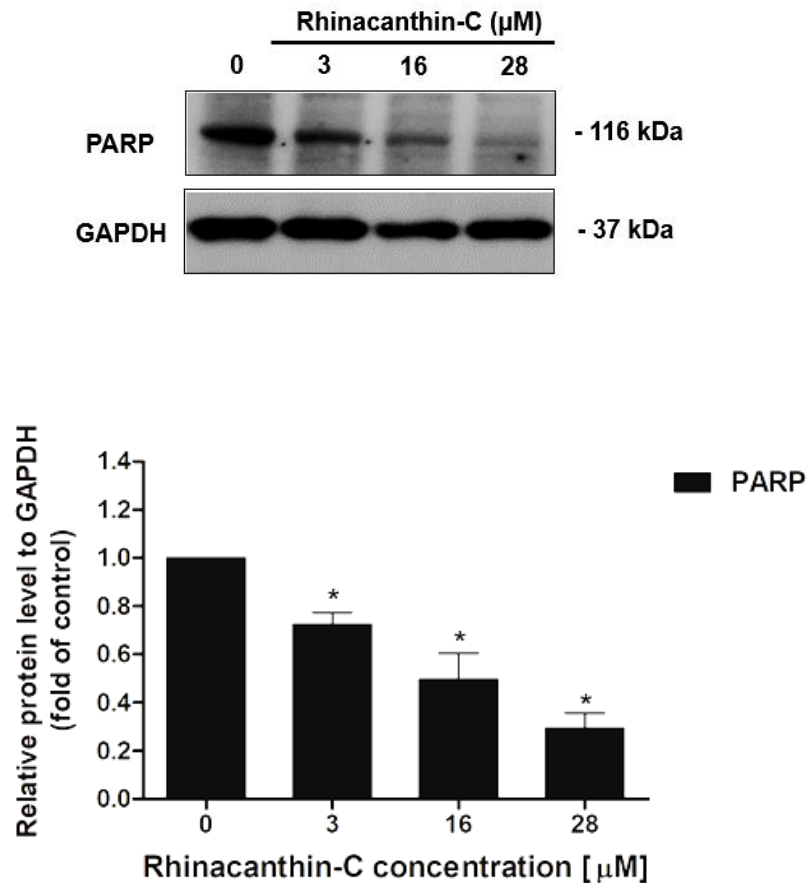 Rhinacanthin-C (µM)
0 3 16 28
PARP - 116 kDa
GAPDH - 37 kDa
Relative protein level to GAPDH
(fold of control)
1.4
1.2
1.0
0.8
0.6
0.4
0.2
0.0
* * *
0 3 16 28
Rhinacanthin-C concentration [ µM]
PARP